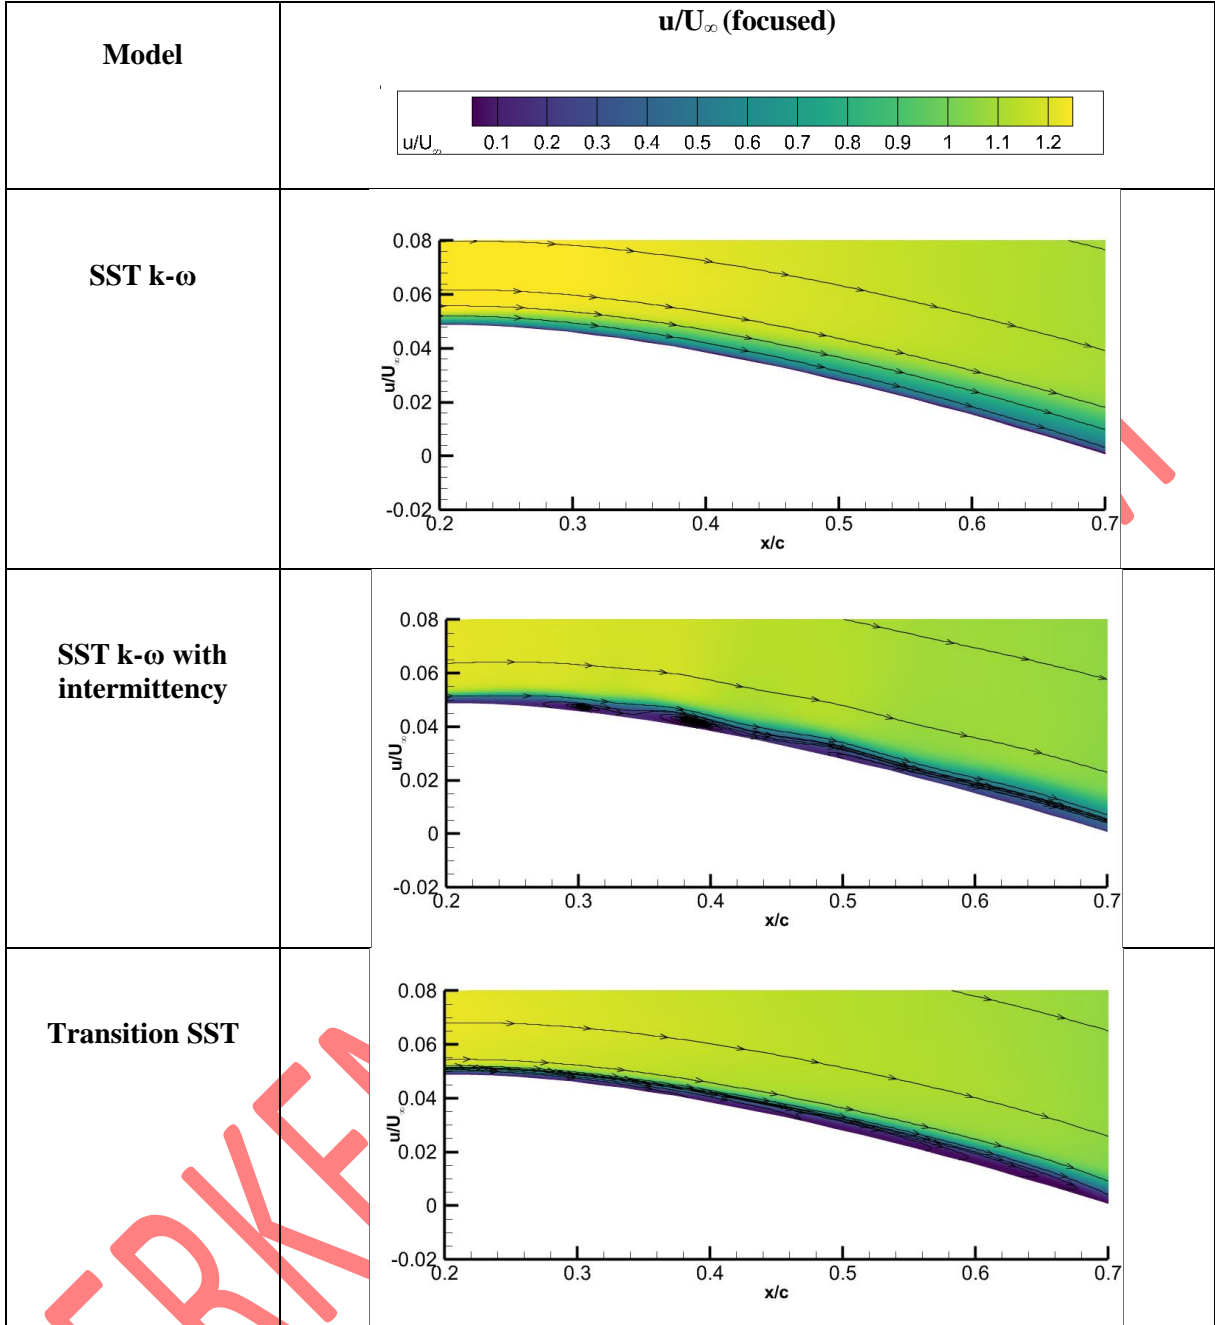 Model
u/U∞ (focused)
u/U∞ 0.1 0.2 0.3 0.4 0.5 0.6 0.7 0.8 0.9 1 1.1 1.2
SST k-ω
0.08
0.06
0.04
0.02
0
-0.02
u/U∞
0.2 0.3 0.4 0.5 0.6 0.7
x/c
SST k-ω with
intermittency
0.08
0.06
0.04
0.02
0
-0.02
u/U∞
0.2 0.3 0.4 0.5 0.6 0.7
x/c
Transition SST
0.08
0.06
0.04
0.02
0
-0.02
u/U∞
0.2 0.3 0.4 0.5 0.6 0.7
x/c